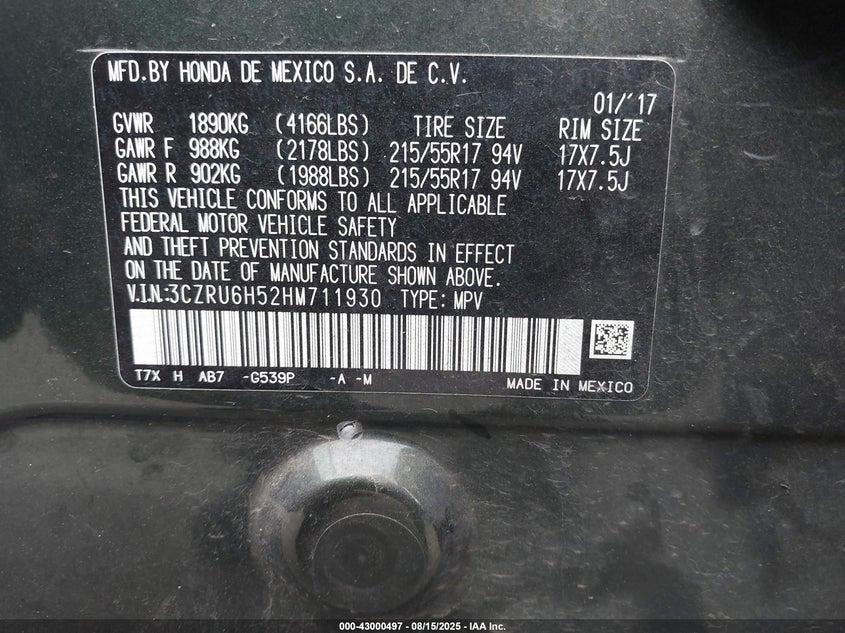 MFD.BY HONDA DE MEXICO S.A. DE C.V.
01/'17
GVWR 1890KG (4166LBS) TIRE SIZE RIM SIZE
GAWR F 988KG (2178LBS) 215/55R17 94V 17X7.5J
GAWR R 902KG (1988LBS) 215/55R17 94V 17X7.5J
THIS VEHICLE CONFORMS TO ALL APPLICABLE
FEDERAL MOTOR VEHICLE SAFETY
AND THEFT PREVENTION STANDARDS IN EFFECT
ON THE DATE OF MANUFACTURE SHOWN ABOVE.
V.I.N:3CZRU6H52HM711930 TYPE: MPV
T7X H AB7 -G539P -A -M
MADE IN MEXICO
000-43000497 - 08/15/2025 - IAA Inc.